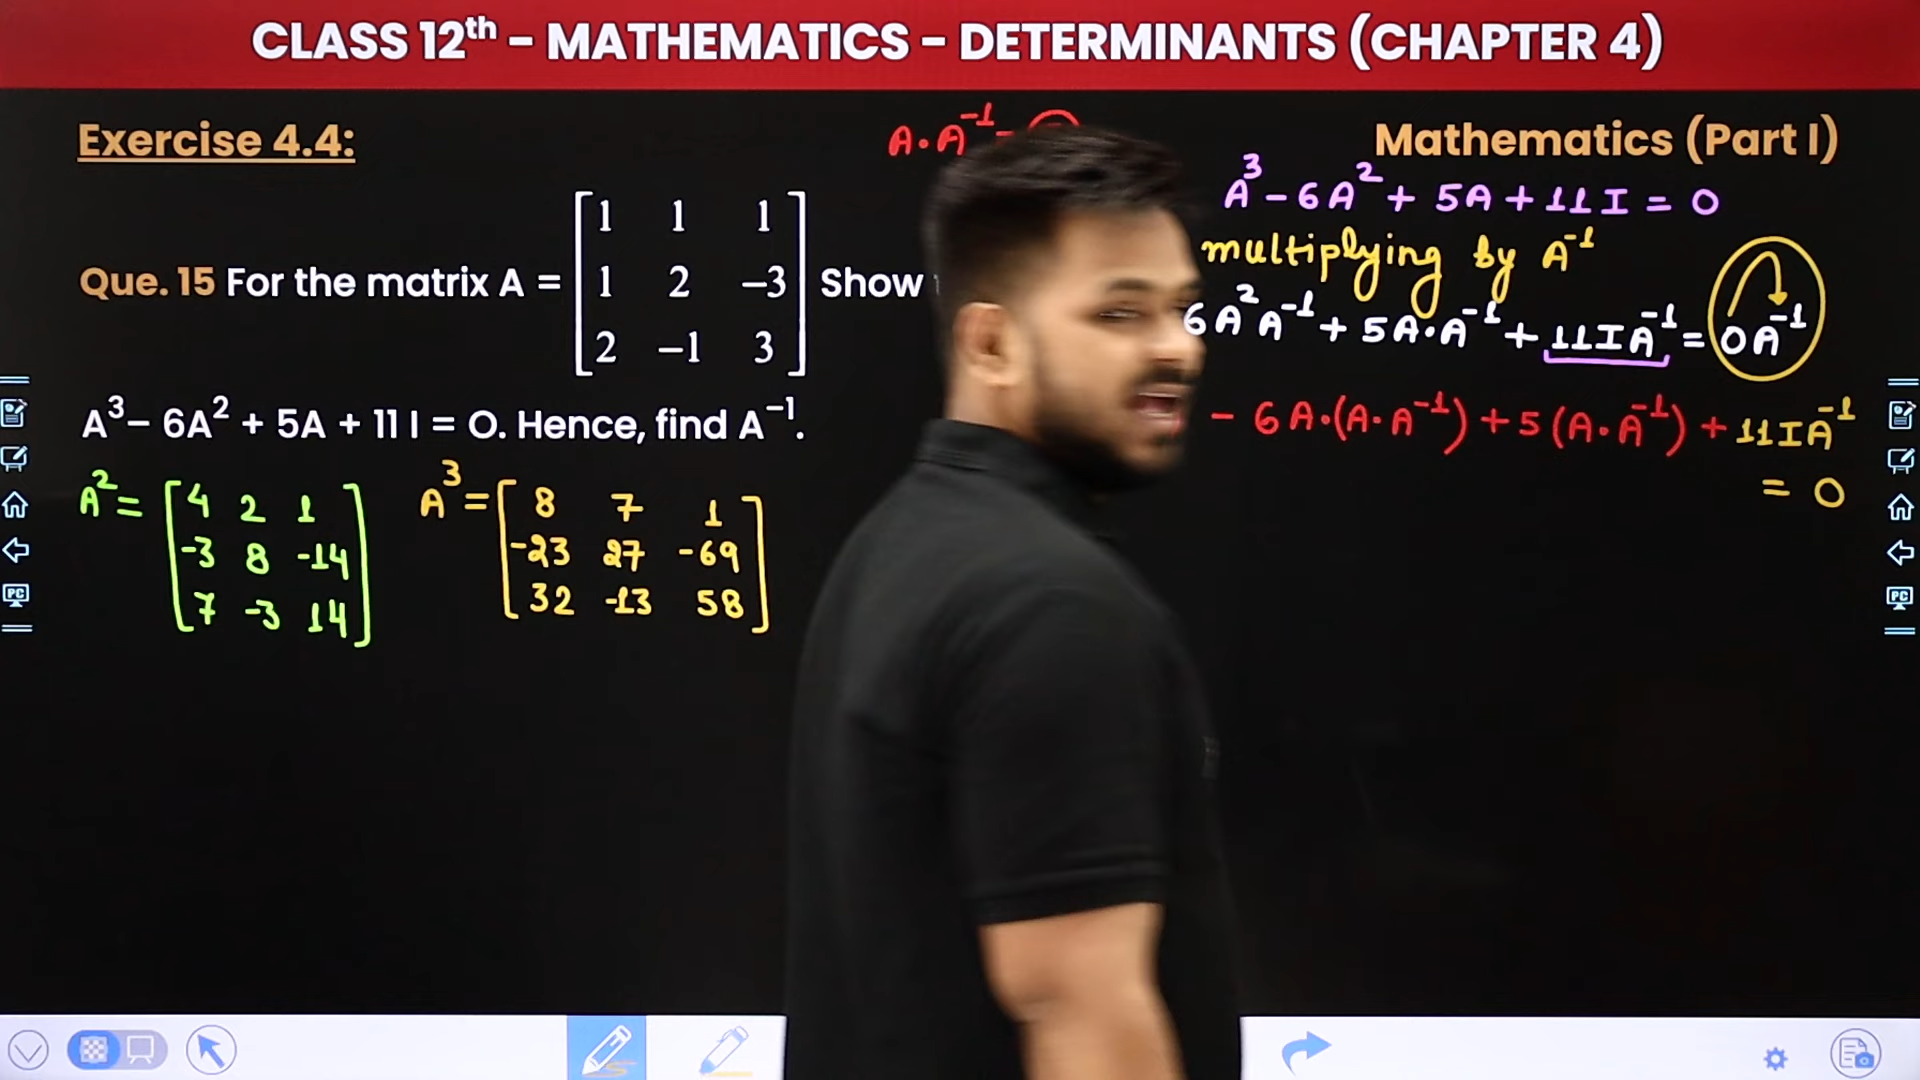 CLASS 12th - MATHEMATICS - DETERMINANTS (CHAPTER 4)
Exercise 4.4:
A·A⁻¹ =
Mathematics (Part I)
Que. 15 For the matrix A = [1 1 1
1 2 −3
2 −1 3] Show
A³− 6A² + 5A + 11 I = O. Hence, find A⁻¹.
A² = [4 2 1
-3 8 -14
7 -3 14]
A³ = [8 7 1
-23 27 -69
32 -13 58]
A³ - 6A² + 5A + 11I = 0
multiplying by A⁻¹
6A²A⁻¹ + 5A·A⁻¹ + 11IA⁻¹ = 0A⁻¹
- 6A·(A·A⁻¹) + 5(A·A⁻¹) + 11IA⁻¹
= 0
PC
PC